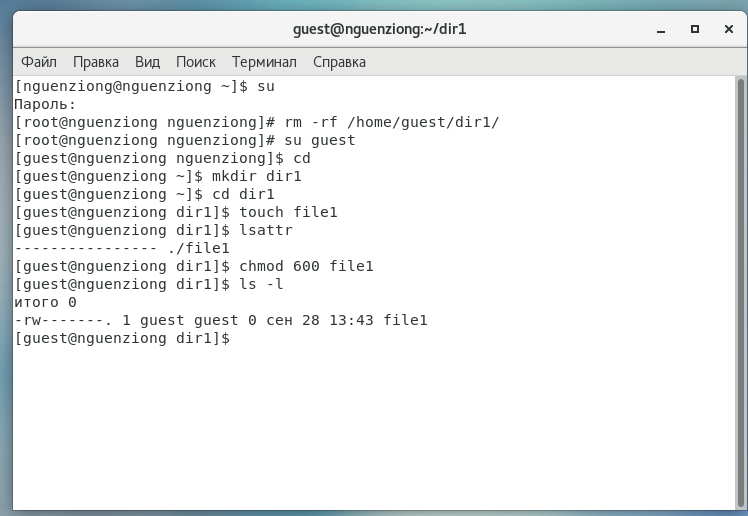 guest@nguenziong:~/dir1
Файл Правка Вид Поиск Терминал Справка
[nguenziong@nguenziong ~]$ su
Пароль:
[root@nguenziong nguenziong]# rm -rf /home/guest/dir1/
[root@nguenziong nguenziong]# su guest
[guest@nguenziong nguenziong]$ cd
[guest@nguenziong ~]$ mkdir dir1
[guest@nguenziong ~]$ cd dir1
[guest@nguenziong dir1]$ touch file1
[guest@nguenziong dir1]$ lsattr
---------------- ./file1
[guest@nguenziong dir1]$ chmod 600 file1
[guest@nguenziong dir1]$ ls -l
итого 0
-rw-------. 1 guest guest 0 сен 28 13:43 file1
[guest@nguenziong dir1]$